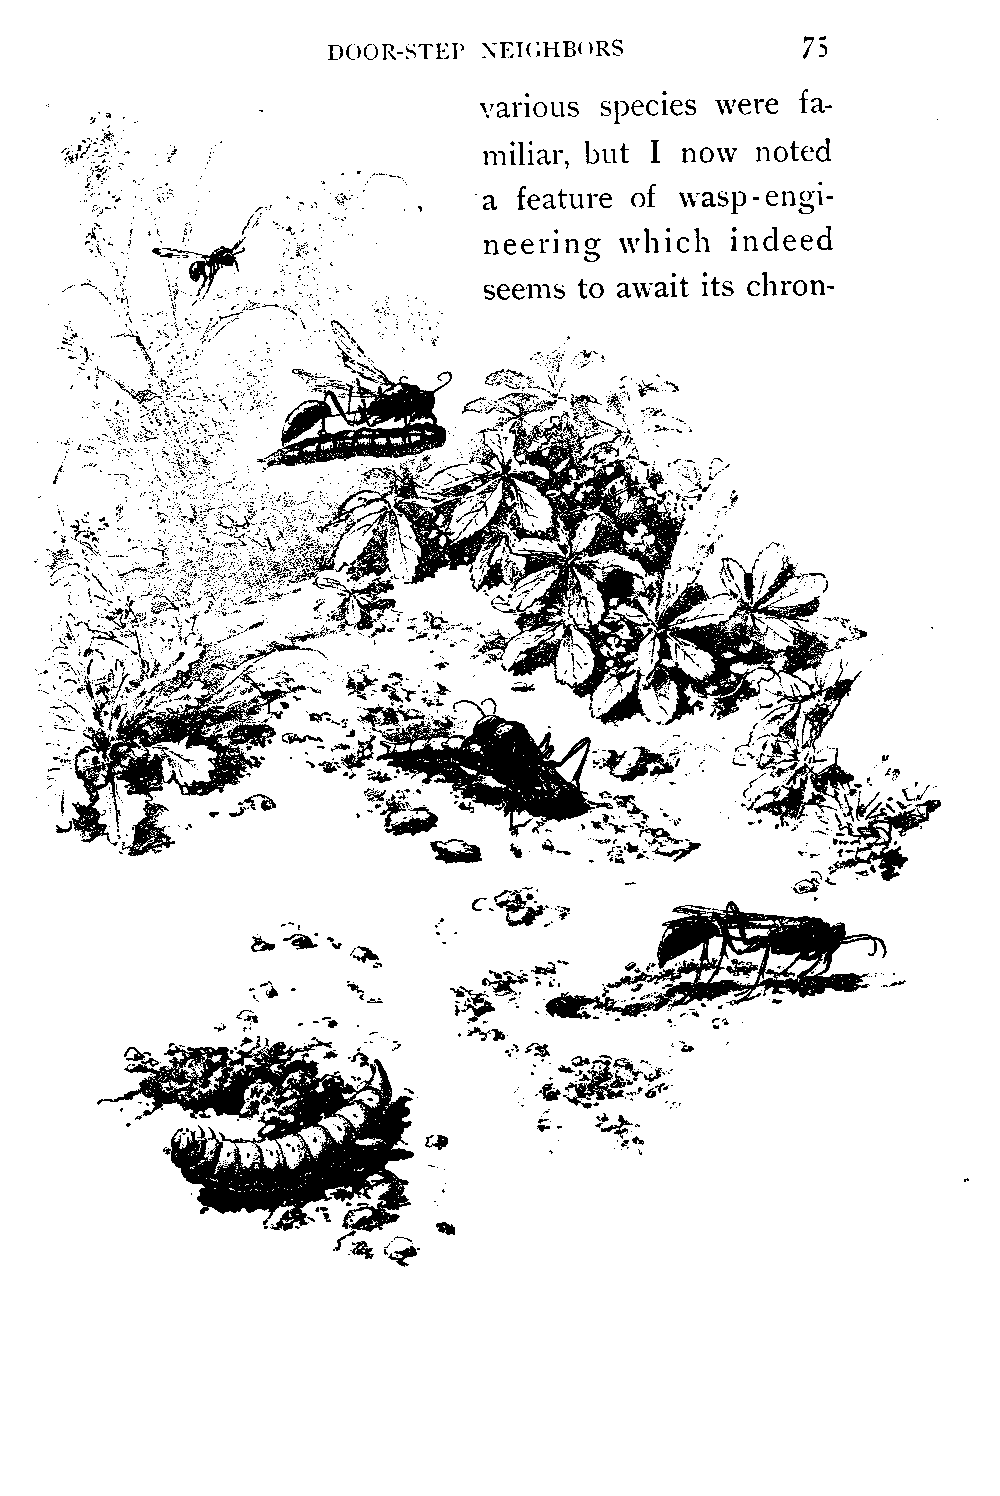 DOOR-STEP NEIGHBORS 75
various species were fa-
miliar, but I now noted
a feature of wasp-engi-
neering which indeed
seems to await its chron-